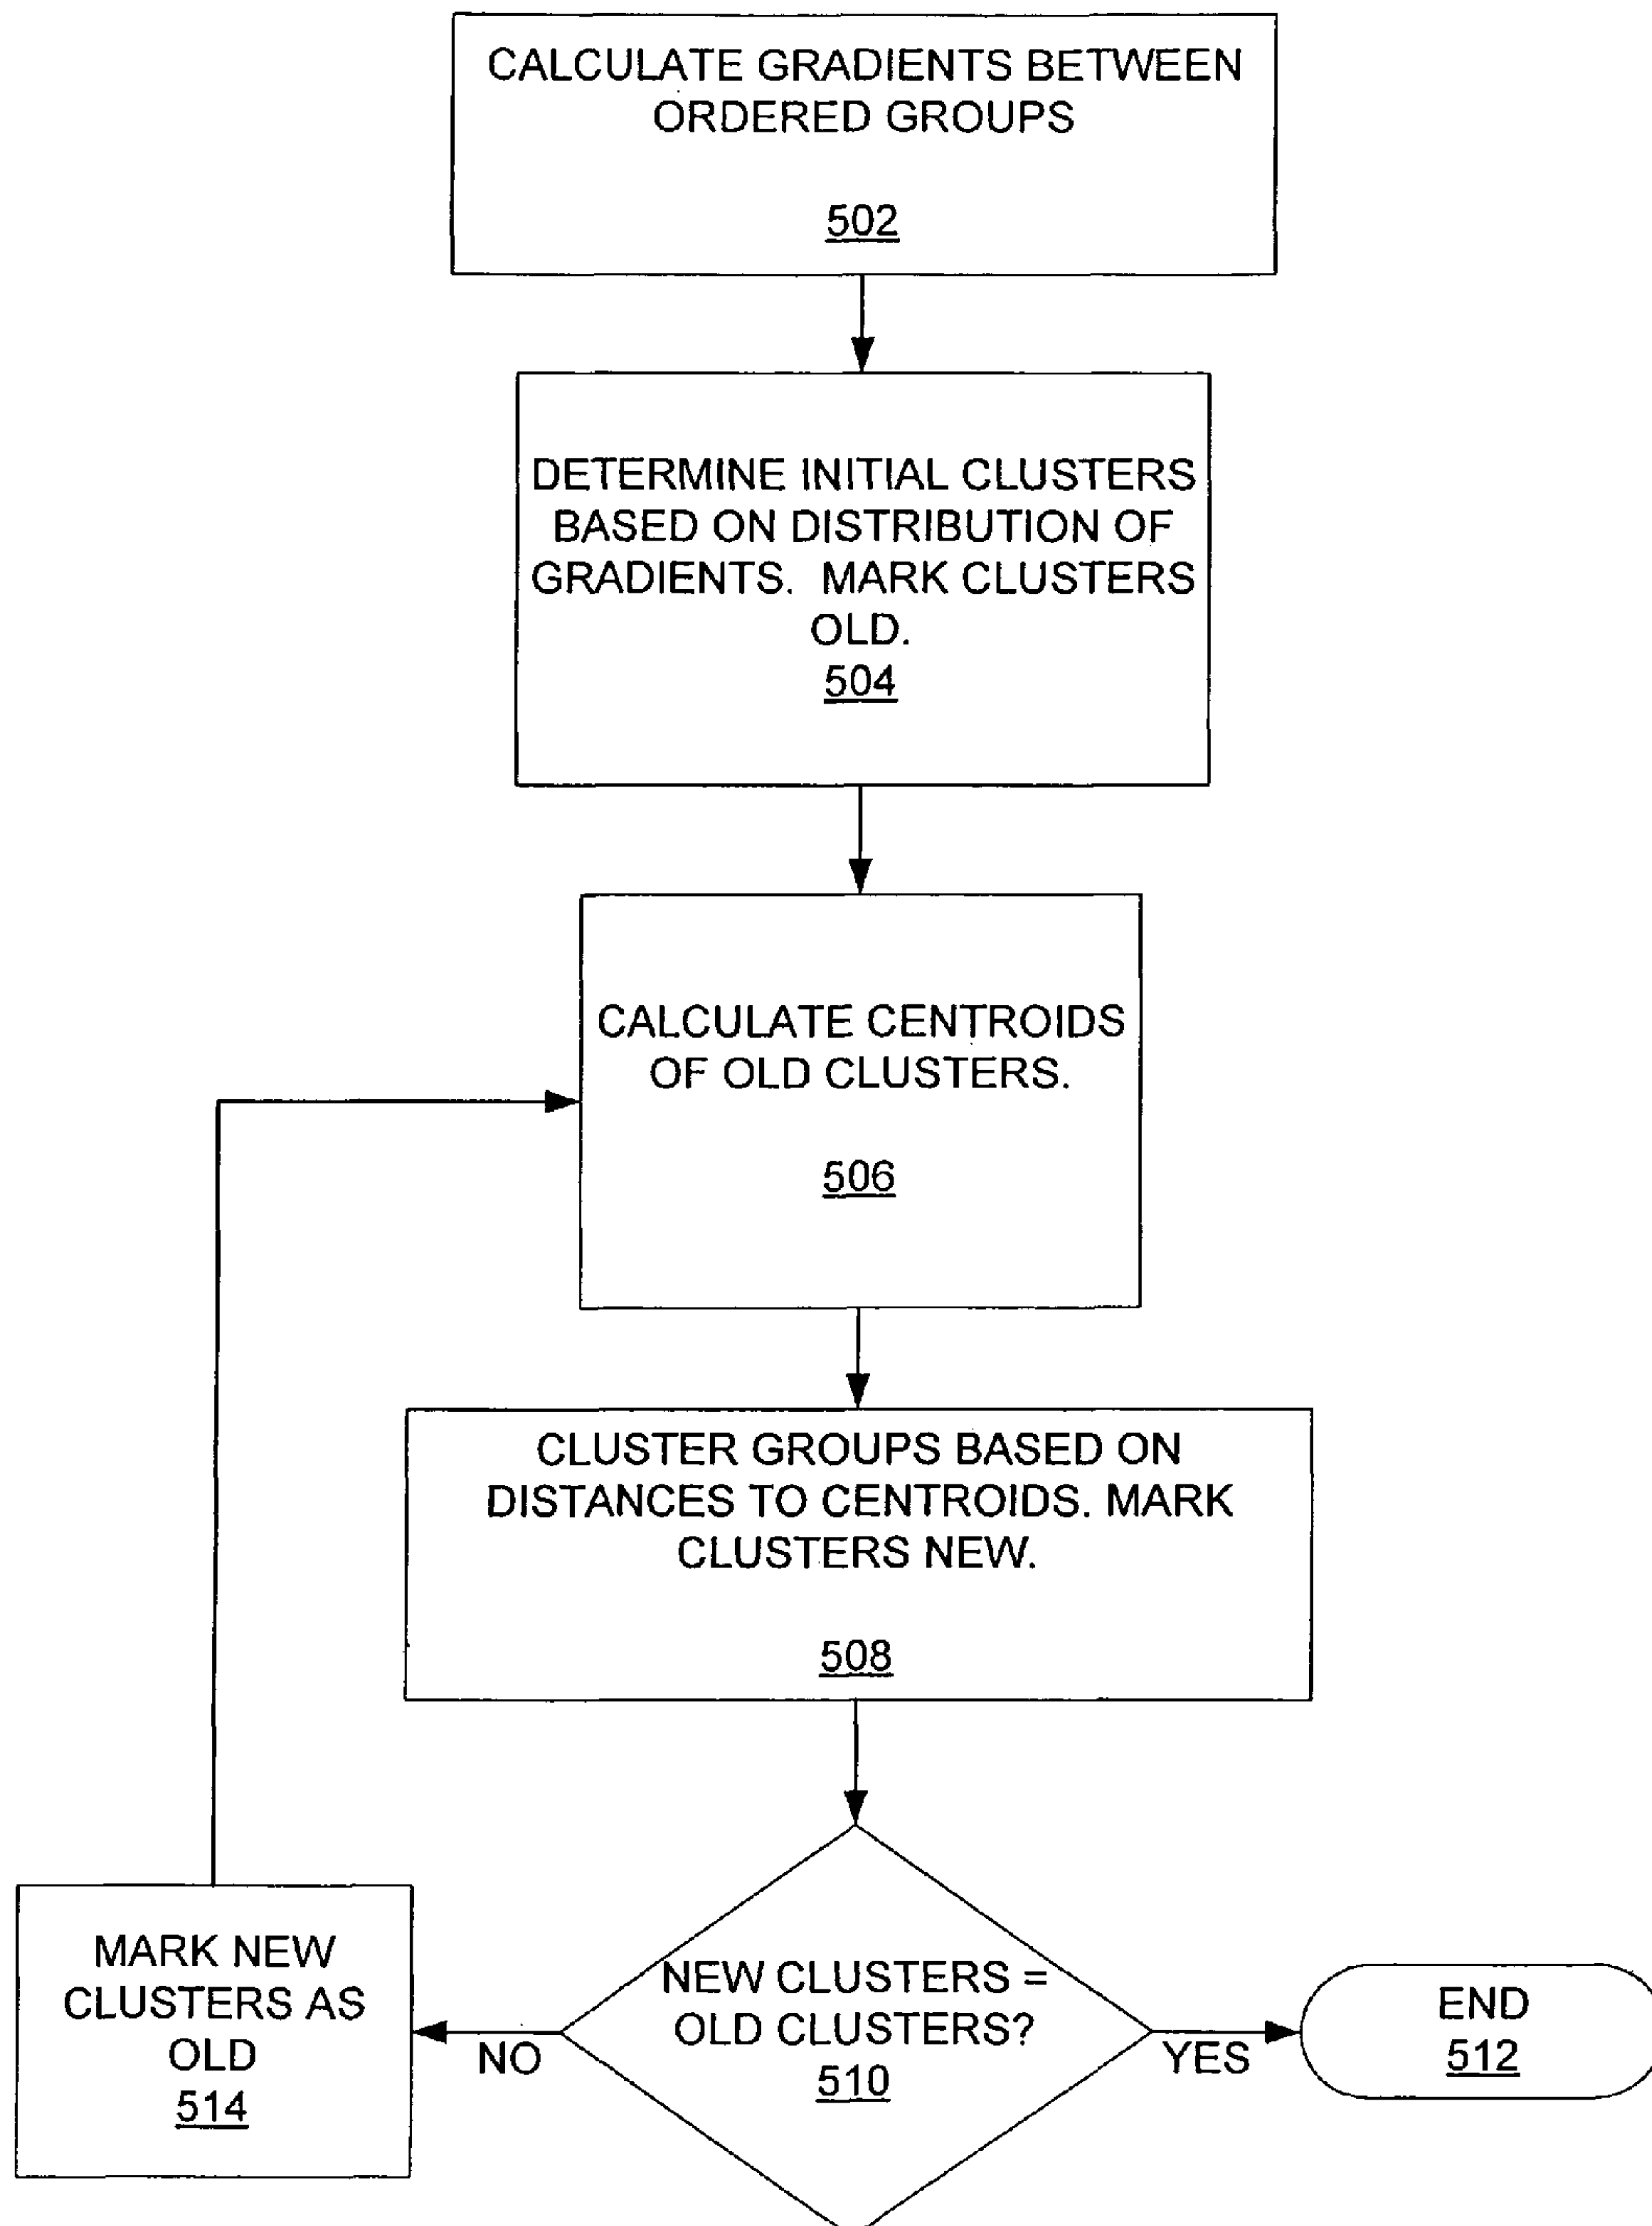 CALCULATE GRADIENTS BETWEEN
ORDERED GROUPS
502
DETERMINE INITIAL CLUSTERS
BASED ON DISTRIBUTION OF
GRADIENTS. MARK CLUSTERS
OLD.
504
CALCULATE CENTROIDS
OF OLD CLUSTERS.
506
CLUSTER GROUPS BASED ON
DISTANCES TO CENTROIDS. MARK
CLUSTERS NEW.
508
NEW CLUSTERS =
OLD CLUSTERS?
510
NO
YES
MARK NEW
CLUSTERS AS
OLD
514
END
512